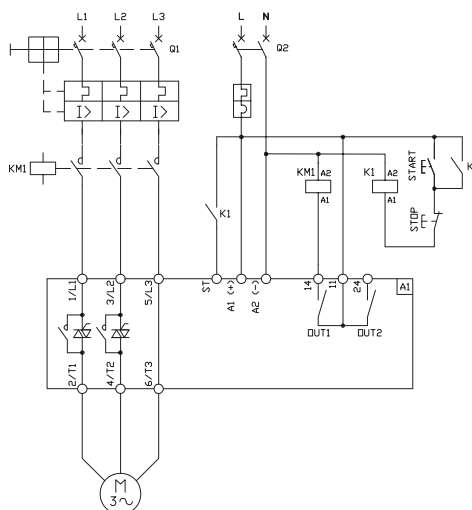 L1 L2 L3 L N
Q1 Q2
I> I> I>
KM1
K1
KM1 A2
A1
K1 A2
A1
START
STOP
K
1/L1 3/L2 5/L3 ST A1 (+) A2 (-) 14 11 24 A1
OUT1 OUT2
2/T1 4/T2 6/T3
M
3~